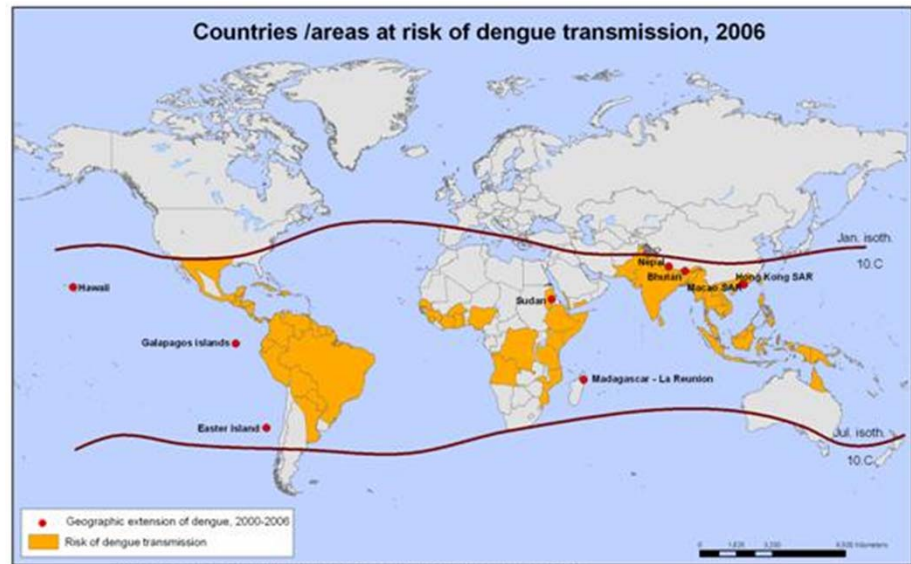 Countries /areas at risk of dengue transmission, 2006
Jan. isoth.
10.C
Nepal
Bhutan
Hong Kong SAR
Macao SAR
Hawaii
Sudan
Galapagos islands
Madagascar - La Reunion
Easter island
Jul. isoth.
10.C
Geographic extension of dengue, 2000-2006
Risk of dengue transmission